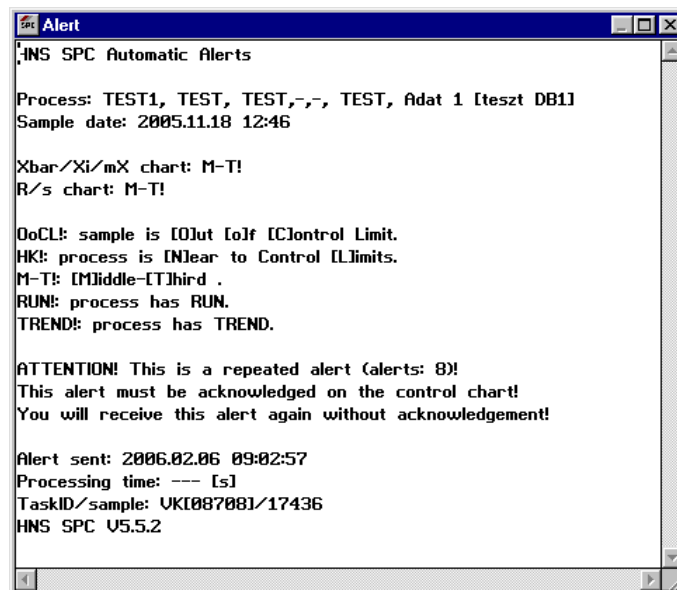 Alert
HNS SPC Automatic Alerts
Process: TEST1, TEST, TEST,-,-, TEST, Adat 1 [teszt DB1]
Sample date: 2005.11.18 12:46
Xbar/Xi/mX chart: M-T!
R/s chart: M-T!
OoCL!: sample is [O]ut [o]f [C]ontrol Limit.
HK!: process is [N]ear to Control [L]imits.
M-T!: [M]iddle-[T]hird .
RUN!: process has RUN.
TREND!: process has TREND.
ATTENTION! This is a repeated alert (alerts: 8)!
This alert must be acknowledged on the control chart!
You will receive this alert again without acknowledgement!
Alert sent: 2006.02.06 09:02:57
Processing time: --- [s]
TaskID/sample: VK[08708]/17436
HNS SPC V5.5.2